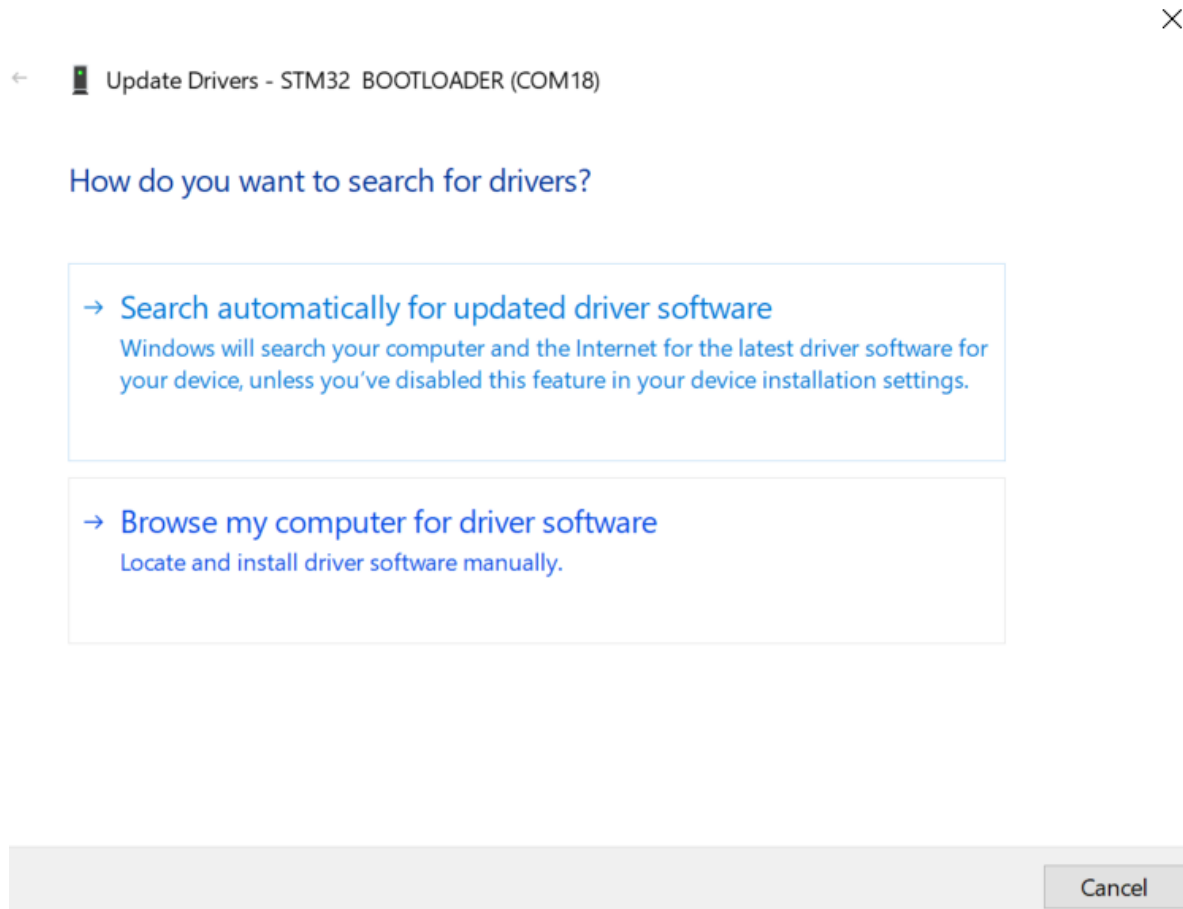 Update Drivers - STM32  BOOTLOADER (COM18)
How do you want to search for drivers?
Search automatically for updated driver software
Windows will search your computer and the Internet for the latest driver software for
your device, unless you've disabled this feature in your device installation settings.
Browse my computer for driver software
Locate and install driver software manually.
Cancel